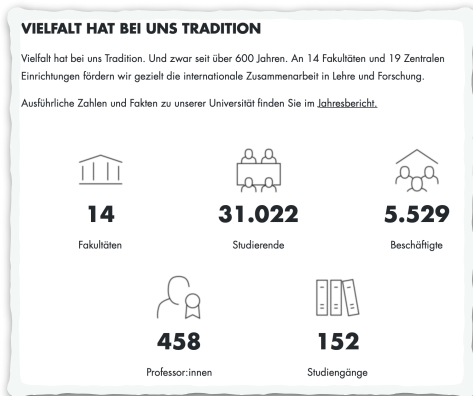 VIELFALT HAT BEI UNS TRADITION
Vielfalt hat bei uns Tradition. Und zwar seit über 600 Jahren. An 14 Fakultäten und 19 Zentralen
Einrichtungen fördern wir gezielt die internationale Zusammenarbeit in Lehre und Forschung.
Ausführliche Zahlen und Fakten zu unserer Universität finden Sie im Jahresbericht.
14 31.022 5.529
Fakultäten Studierende Beschäftigte
458 152
Professor:innen Studiengänge